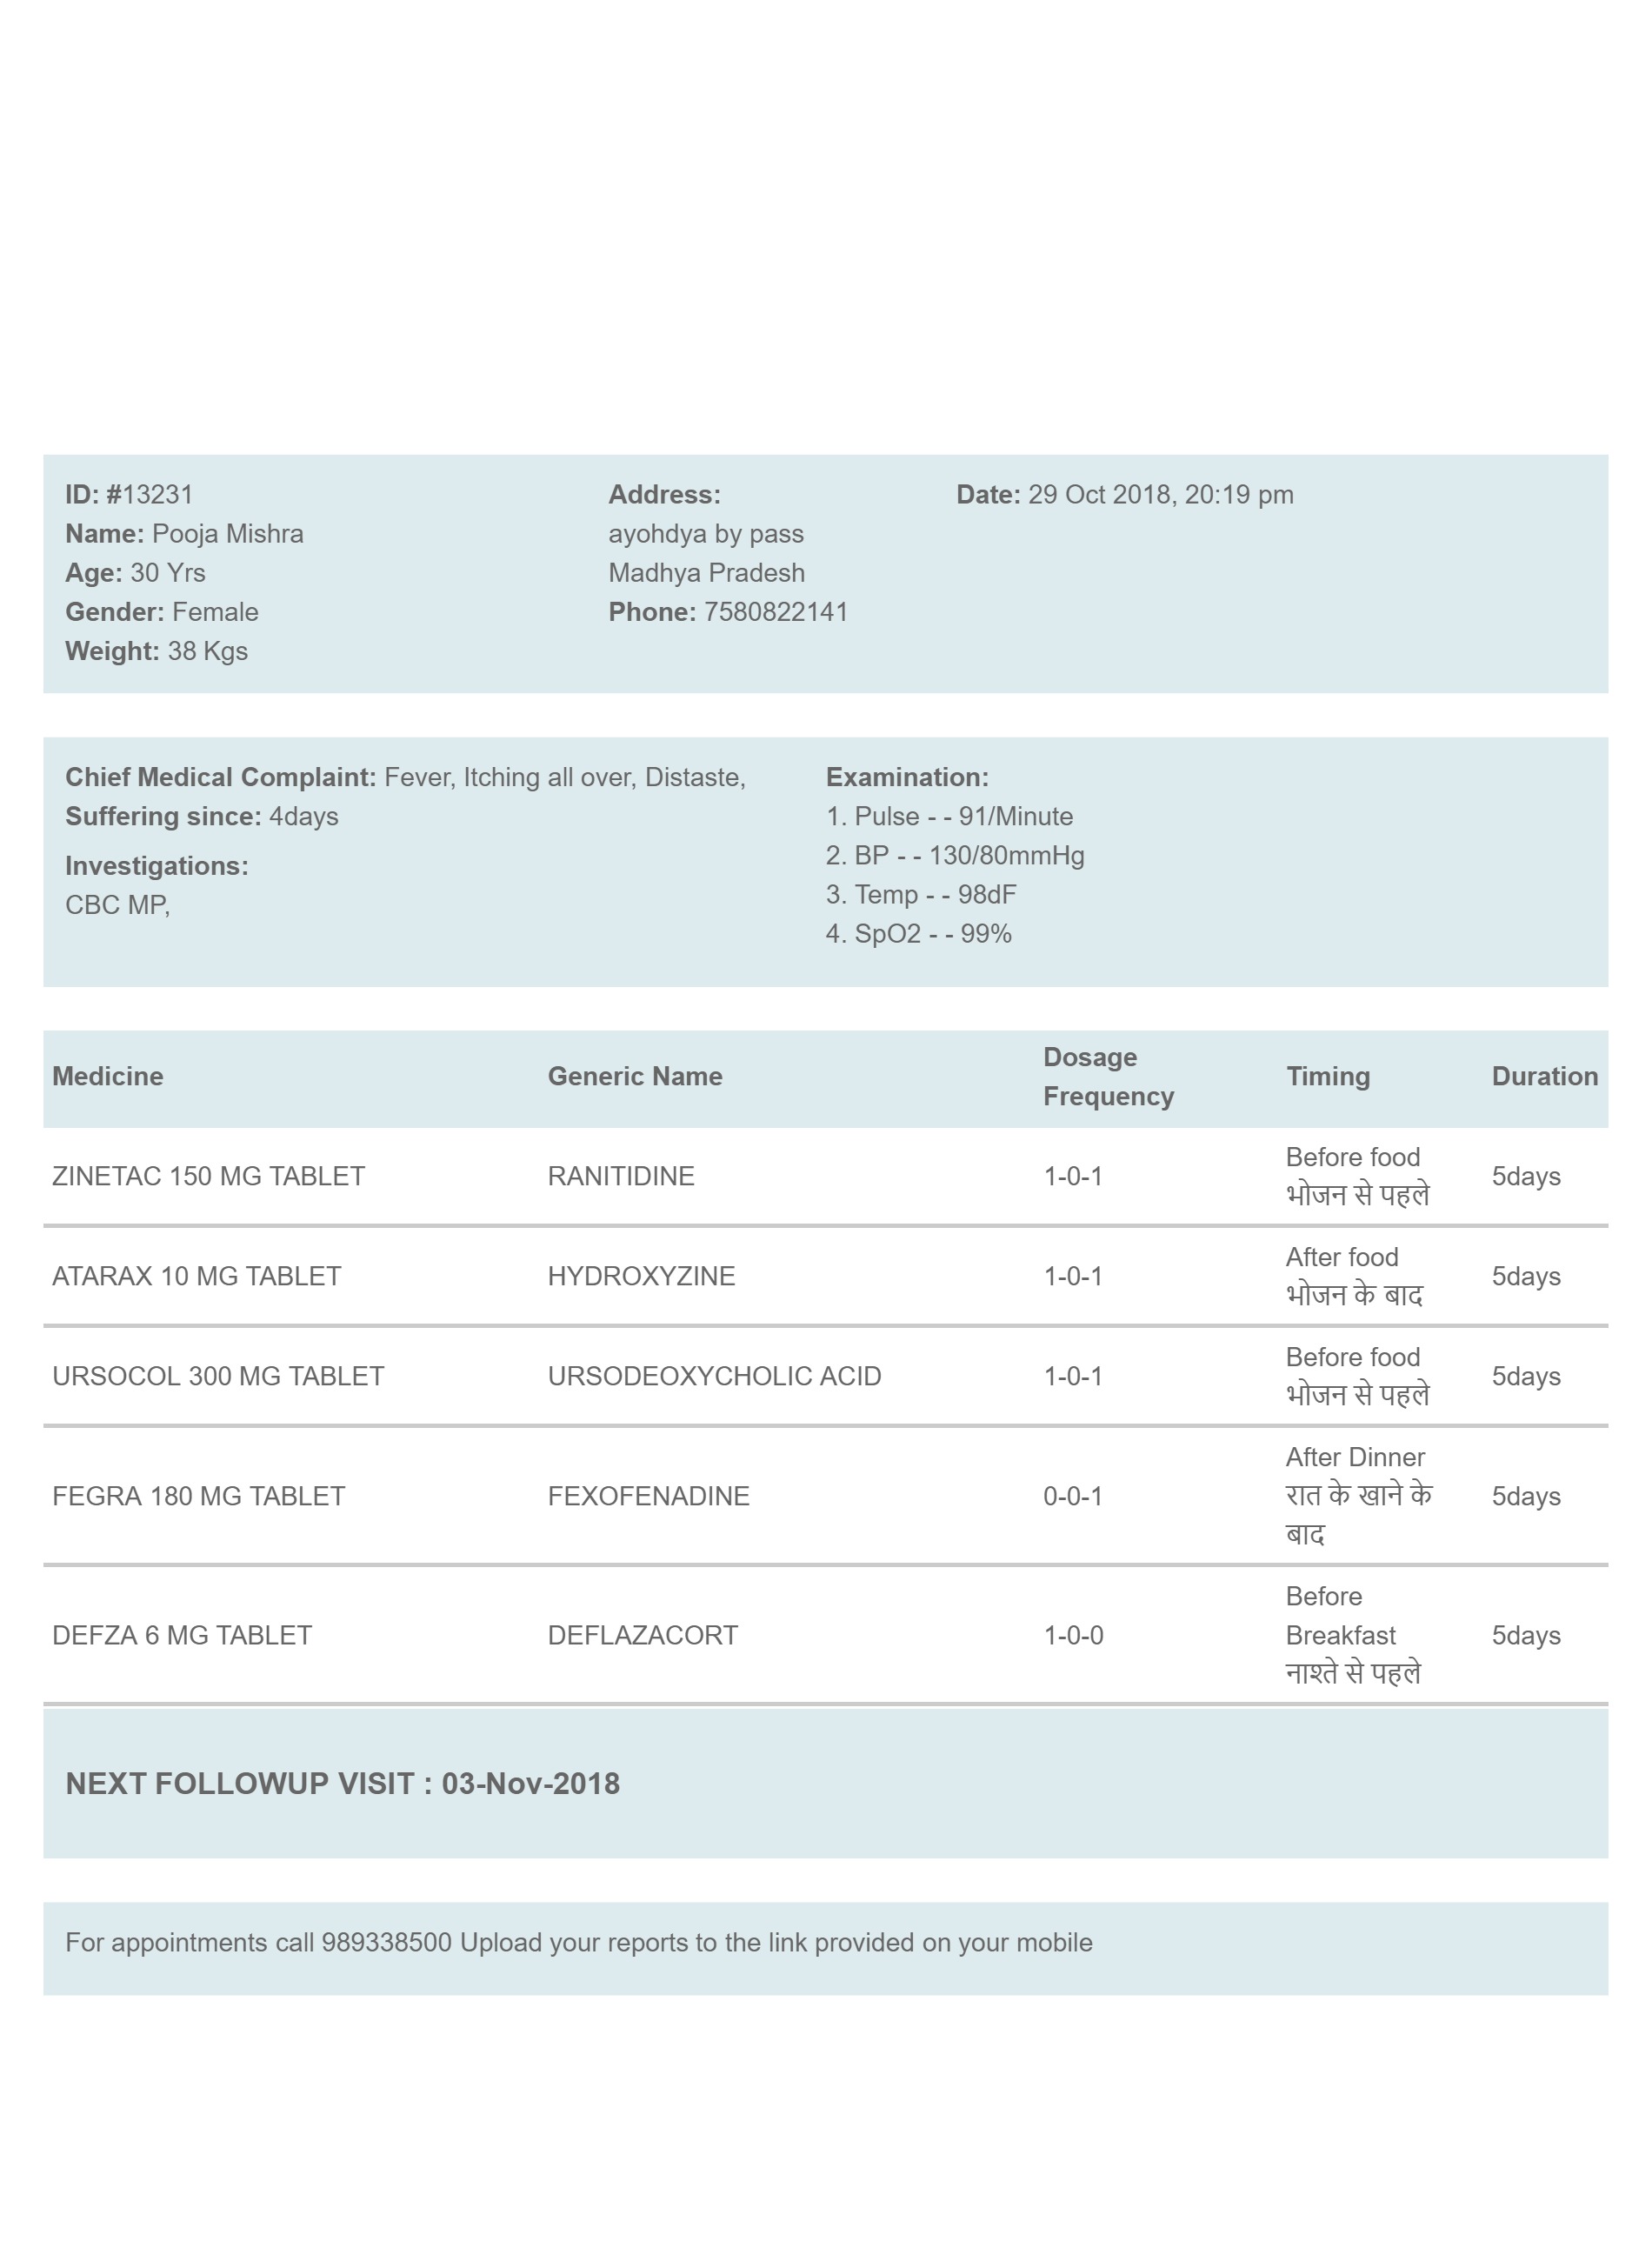 ID: #13231
Name: Pooja Mishra
Age: 30 Yrs
Gender: Female
Weight: 38 Kgs
Address:
ayohdya by pass
Madhya Pradesh
Phone: 7580822141
Date: 29 Oct 2018, 20:19 pm
Chief Medical Complaint: Fever, Itching all over, Distaste,
Suffering since: 4days
Investigations:
CBC MP,
Examination:
1. Pulse - - 91/Minute
2. BP - - 130/80mmHg
3. Temp - - 98dF
4. SpO2 - - 99%
Medicine Generic Name Dosage Frequency Timing Duration
ZINETAC 150 MG TABLET RANITIDINE 1-0-1 Before food भोजन से पहले 5days
ATARAX 10 MG TABLET HYDROXYZINE 1-0-1 After food भोजन के बाद 5days
URSOCOL 300 MG TABLET URSODEOXYCHOLIC ACID 1-0-1 Before food भोजन से पहले 5days
FEGRA 180 MG TABLET FEXOFENADINE 0-0-1 After Dinner रात के खाने के बाद 5days
DEFZA 6 MG TABLET DEFLAZACORT 1-0-0 Before Breakfast नाश्ते से पहले 5days
NEXT FOLLOWUP VISIT : 03-Nov-2018
For appointments call 989338500 Upload your reports to the link provided on your mobile